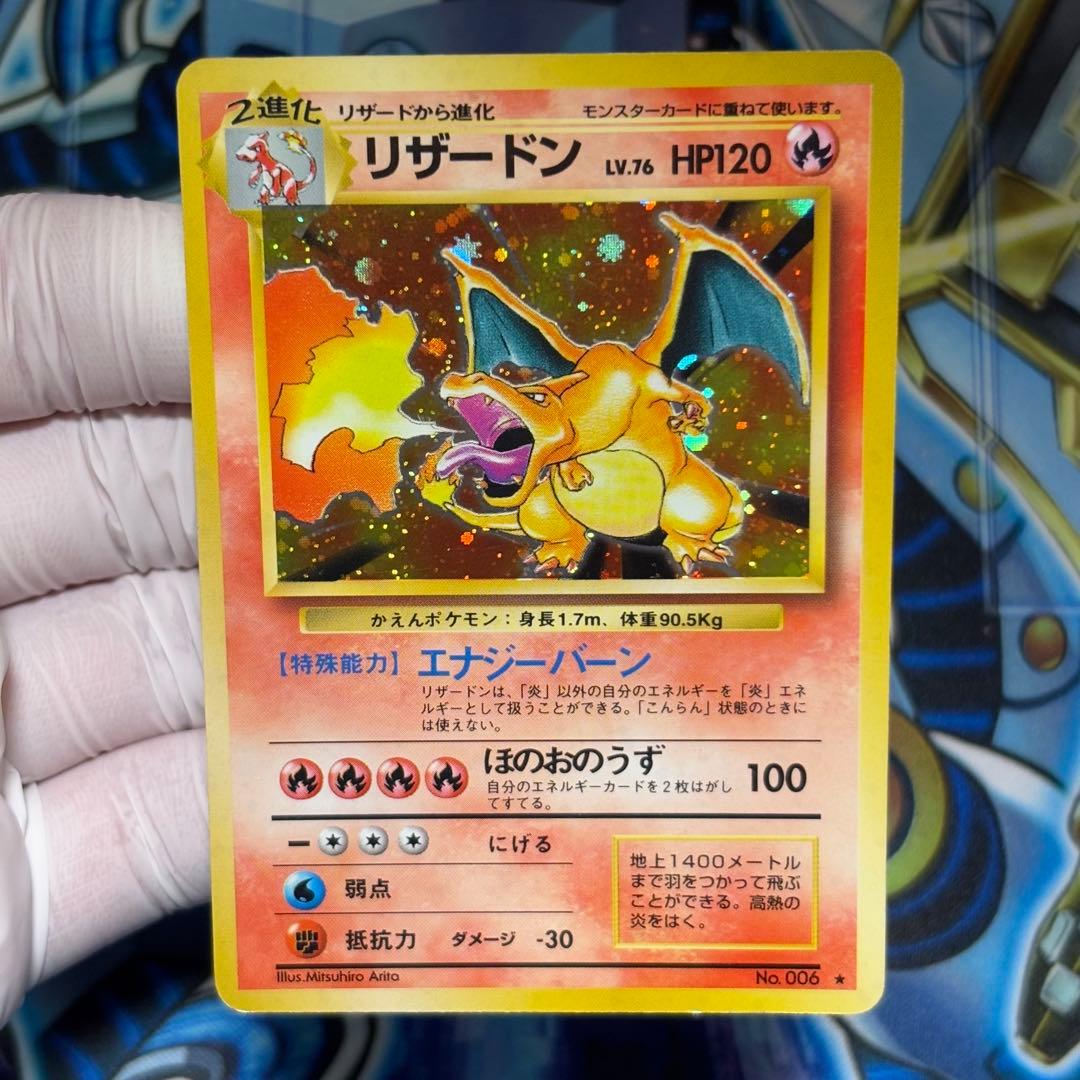 2進化 リザードから進化 モンスターカードに重ねて使います。
リザードン LV.76 HP120
かえんポケモン：身長1.7m、体重90.5Kg
【特殊能力】 エナジーバーン
リザードンは、「炎」以外の自分のエネルギーを「炎」エネ
ルギーとして扱うことができる。「こんらん」状態のときに
は使えない。
ほのおのうず 100
自分のエネルギーカードを２枚はがし
てすてる。
にげる
弱点
抵抗力 ダメージ -30
地上1400メートル
まで羽をつかって飛ぶ
ことができる。高熱の
炎をはく。
Illus.Mitsuhiro Arita No. 006 ★